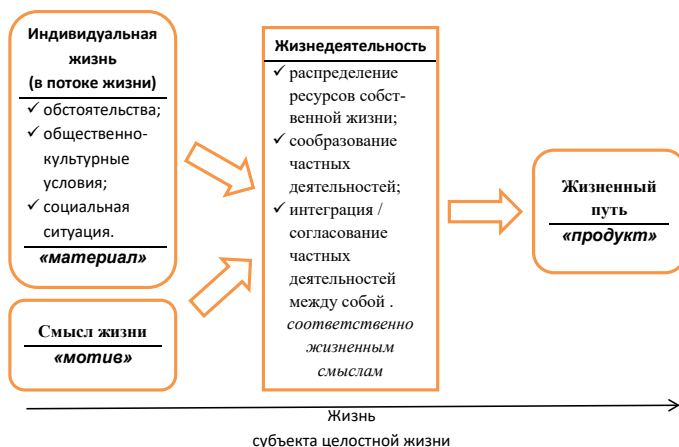 Индивидуальная
жизнь
(в потоке жизни)
✓ обстоятельства;
✓ общественно-
культурные
условия;
✓ социальная
ситуация.
«материал»
Смысл жизни
«мотив»
Жизнедеятельность
✓ распределение
ресурсов собст-
венной жизни;
✓ сообразование
частных
деятельностей;
✓ интеграция /
согласование
частных
деятельностей
между собой .
соответственно
жизненным
смыслам
Жизненный
путь
«продукт»
Жизнь
субъекта целостной жизни